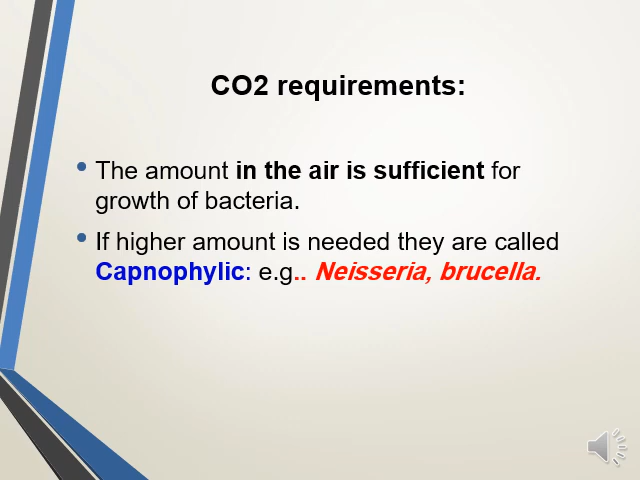 CO2 requirements:
• The amount in the air is sufficient for
growth of bacteria.
• If higher amount is needed they are called
Capnophylic: e.g.. Neisseria, brucella.